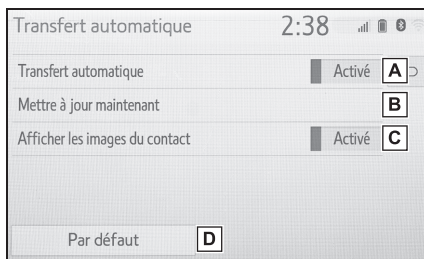 Transfert automatique 2:38
Transfert automatique Activé A
Mettre à jour maintenant B
Afficher les images du contact Activé C
Par défaut D